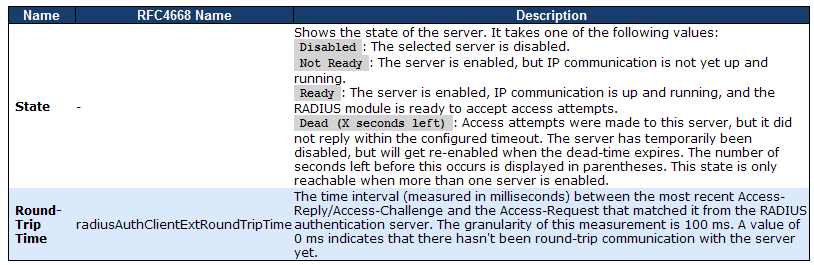 Name RFC4668 Name Description
Shows the state of the server. It takes one of the following values:
Disabled : The selected server is disabled.
Not Ready : The server is enabled, but IP communication is not yet up and
running.
Ready : The server is enabled, IP communication is up and running, and the
State - RADIUS module is ready to accept access attempts.
Dead (X seconds left) : Access attempts were made to this server, but it did
not reply within the configured timeout. The server has temporarily been
disabled, but will get re-enabled when the dead-time expires. The number of
seconds left before this occurs is displayed in parentheses. This state is only
reachable when more than one server is enabled.
Round-
Trip
Time
radiusAuthClientExtRoundTripTime
The time interval (measured in milliseconds) between the most recent Access-
Reply/Access-Challenge and the Access-Request that matched it from the RADIUS
authentication server. The granularity of this measurement is 100 ms. A value of
0 ms indicates that there hasn't been round-trip communication with the server
yet.